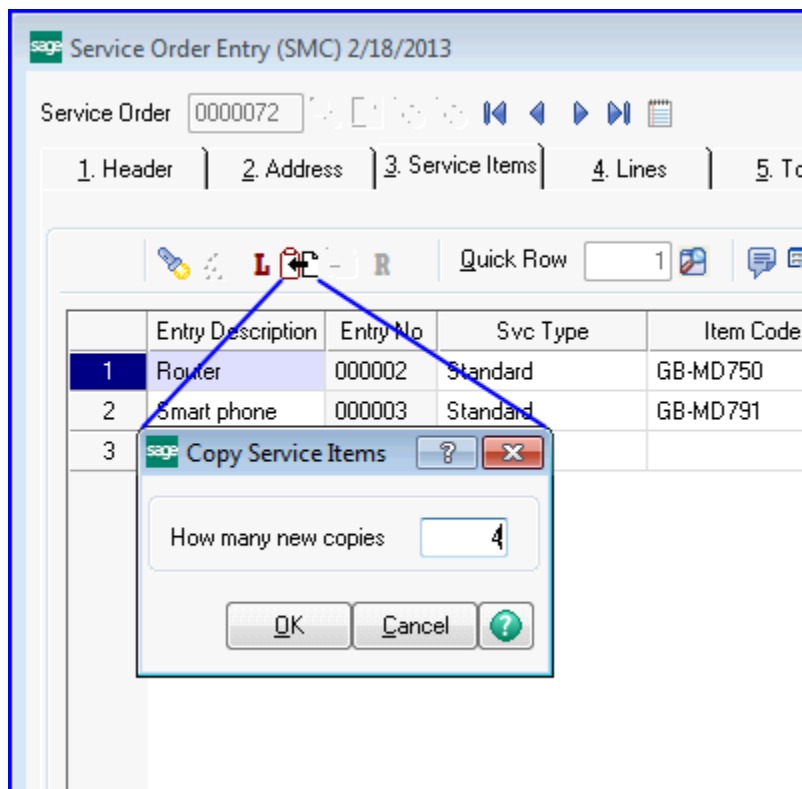 sage Service Order Entry (SMC) 2/18/2013
Service Order 0000072
1. Header 2. Address 3. Service Items 4. Lines
L R Quick Row 1
Entry Description Entry No Svc Type Item Code
1 Router 000002 Standard GB-MD750
2 Smart phone 000003 Standard GB-MD791
3
sage Copy Service Items
How many new copies 4
OK Cancel